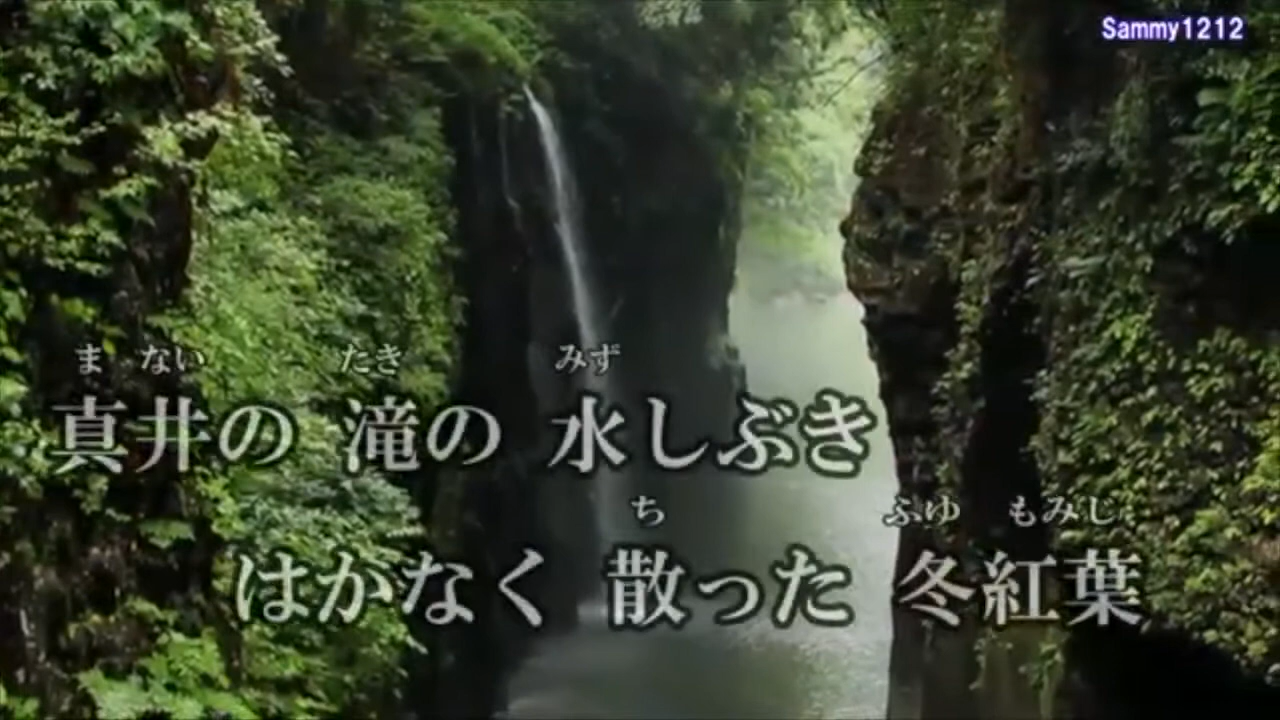 Sammy1212
ま ない たき みず
真井の 滝の 水しぶき
ち ふゆ もみじ
はかなく 散った 冬紅葉